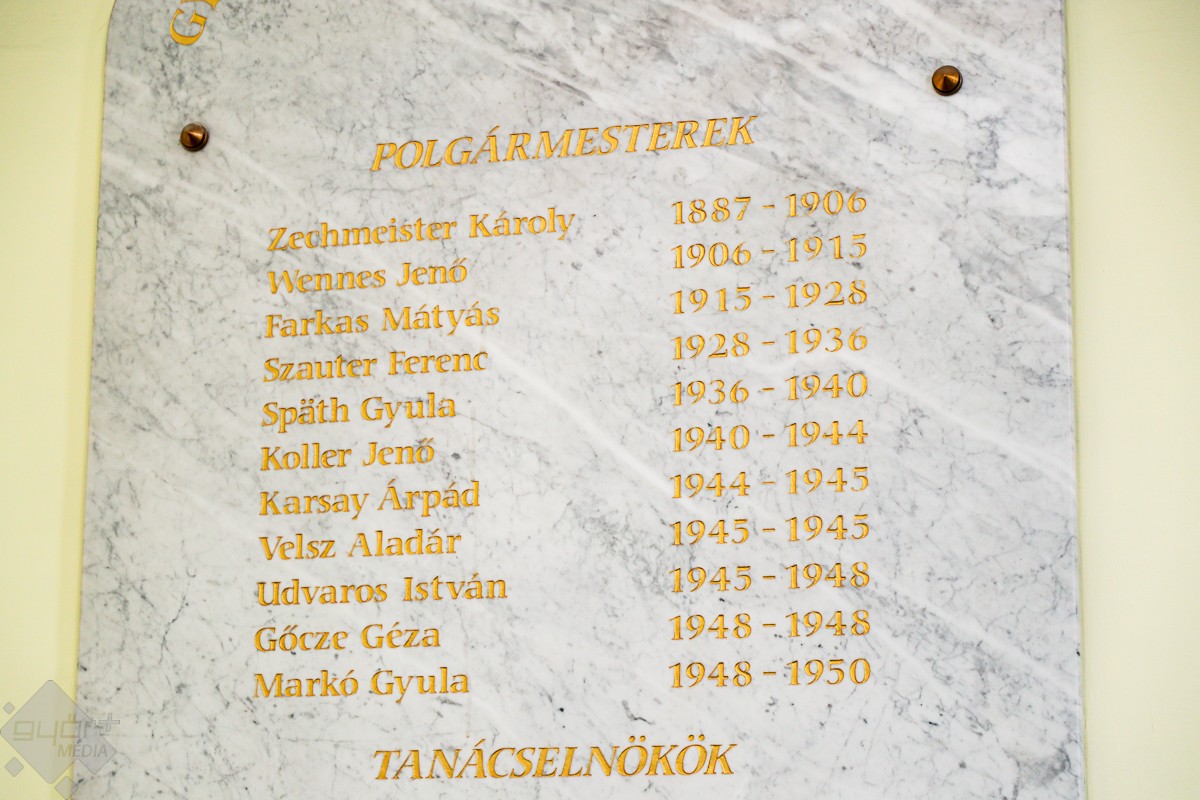 POLGÁRMESTEREK
Zechmeister Károly 1887 - 1906
Wennes Jenő 1906 - 1915
Farkas Mátyás 1915 - 1928
Szauter Ferenc 1928 - 1936
Späth Gyula 1936 - 1940
Koller Jenő 1940 - 1944
Karsay Árpád 1944 - 1945
Velsz Aladár 1945 - 1945
Udvaros István 1945 - 1948
Gőcze Géza 1948 - 1948
Markó Gyula 1948 - 1950
TANÁCSELNÖKÖK
MEDIA